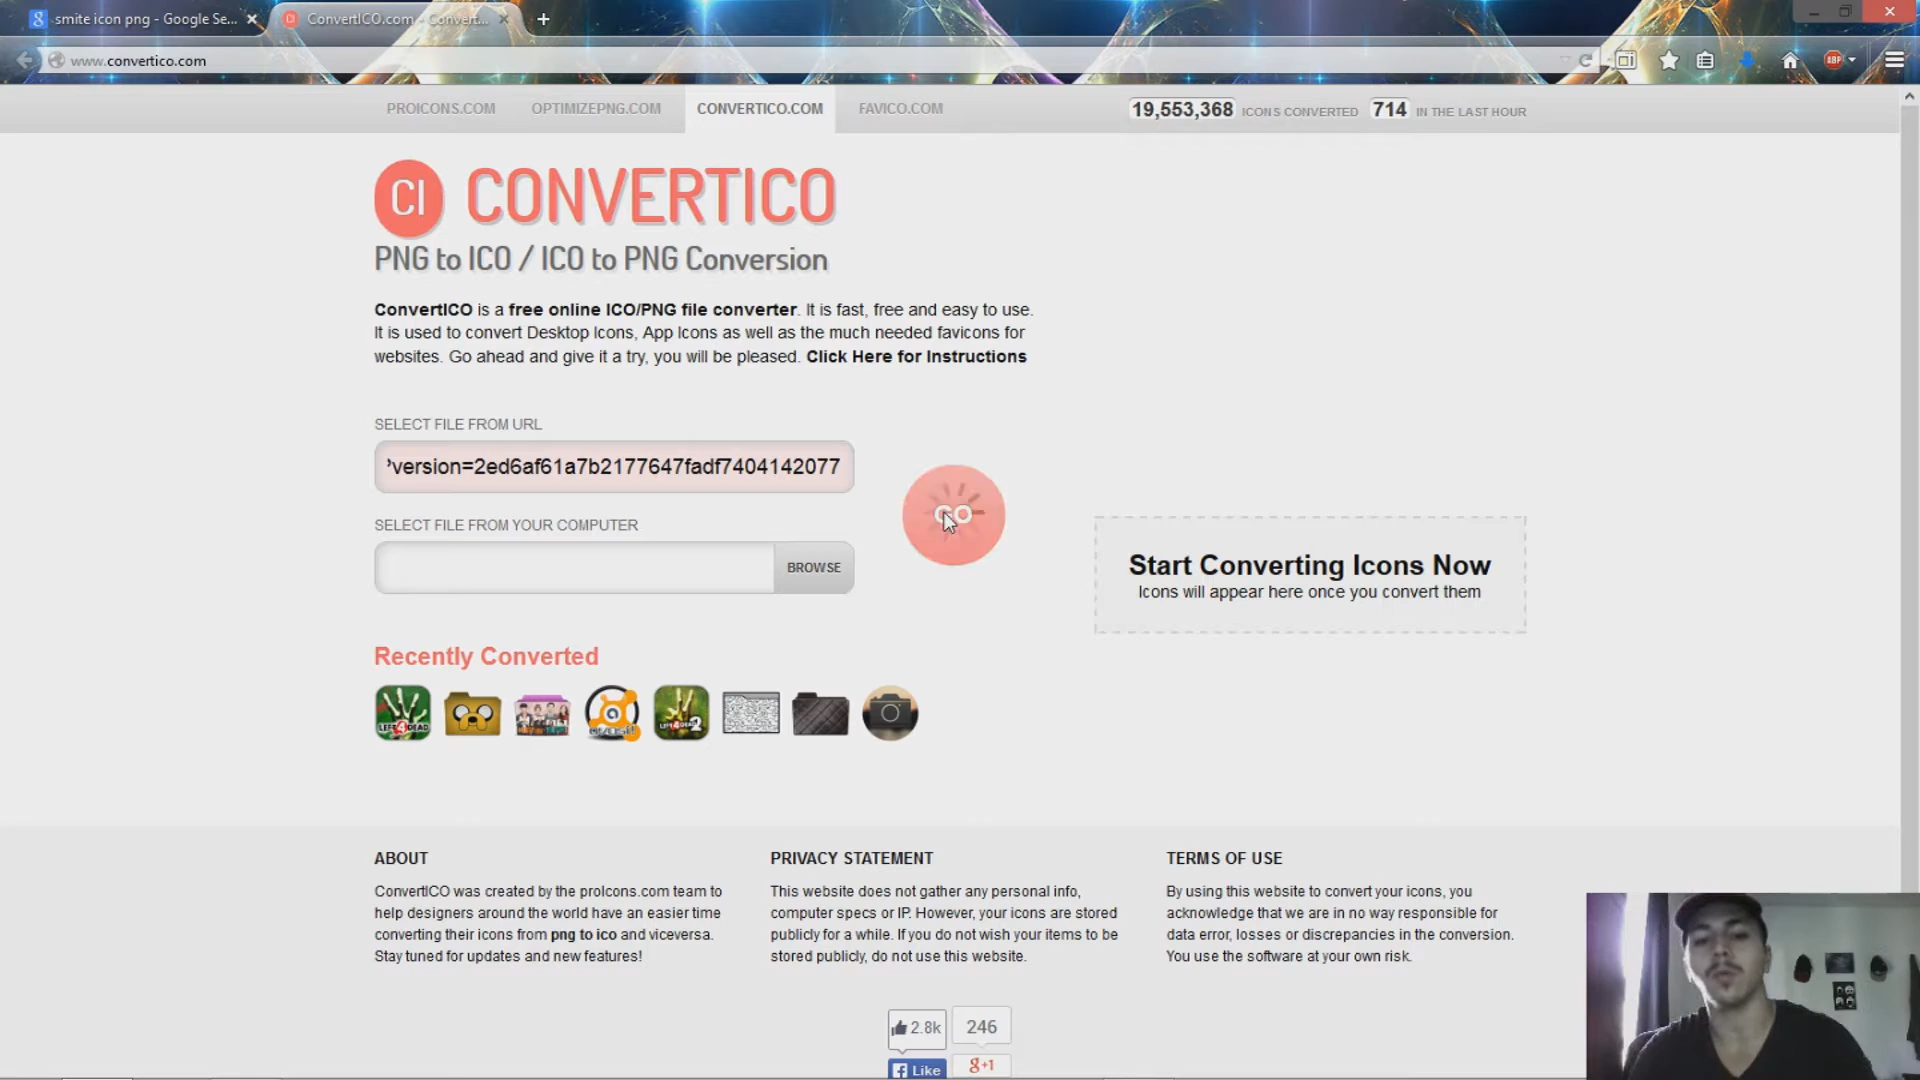 smite icon png - Google Se...
ConvertICO.com - Convert...
www.convertico.com
ABP
PROICONS.COM
OPTIMIZEPNG.COM
CONVERTICO.COM
FAVICO.COM
19,553,368 ICONS CONVERTED 714 IN THE LAST HOUR
CI CONVERTICO
PNG to ICO / ICO to PNG Conversion
ConvertICO is a free online ICO/PNG file converter. It is fast, free and easy to use.
It is used to convert Desktop Icons, App Icons as well as the much needed favicons for
websites. Go ahead and give it a try, you will be pleased. Click Here for Instructions
SELECT FILE FROM URL
?version=2ed6af61a7b2177647fadf7404142077
GO
SELECT FILE FROM YOUR COMPUTER
BROWSE
Start Converting Icons Now
Icons will appear here once you convert them
Recently Converted
LEFT 4 DEAD
LEFT 4 DEAD 2
ABOUT
ConvertICO was created by the proIcons.com team to
help designers around the world have an easier time
converting their icons from png to ico and viceversa.
Stay tuned for updates and new features!
PRIVACY STATEMENT
This website does not gather any personal info,
computer specs or IP. However, your icons are stored
publicly for a while. If you do not wish your items to be
stored publicly, do not use this website.
TERMS OF USE
By using this website to convert your icons, you
acknowledge that we are in no way responsible for
data error, losses or discrepancies in the conversion.
You use the software at your own risk.
2.8k
246
Like
g+1